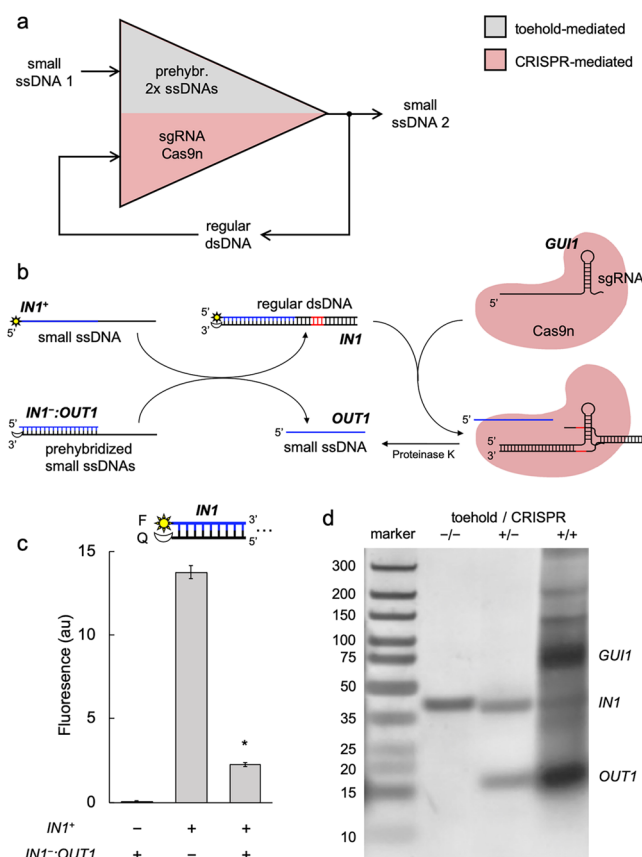 a
toehold-mediated
CRISPR-mediated
small
ssDNA 1
prehybr.
2x ssDNAs
sgRNA
Cas9n
small
ssDNA 2
regular
dsDNA
b
IN1⁺
5'
small ssDNA
IN1⁻:OUT1
5'
3'
prehybridized
small ssDNAs
regular dsDNA
5'
3'
IN1
OUT1
5'
small ssDNA
GUI1
sgRNA
5'
Cas9n
5'
5'
3'
Proteinase K
c
IN1
F
Q
3'
5'
...
Fluoresence (au)
15
10
5
0
*
IN1⁺ – + +
IN1⁻:OUT1 + – +
d
toehold / CRISPR
marker –/– +/– +/+
300
200
150
100
75
50
35
25
20
15
10
GUI1
IN1
OUT1